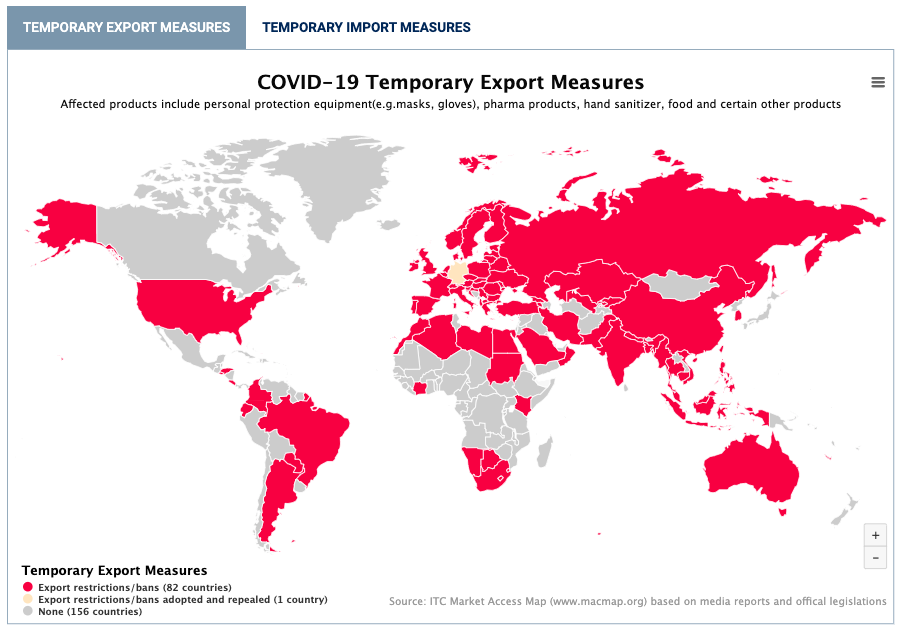 TEMPORARY EXPORT MEASURES
TEMPORARY IMPORT MEASURES
COVID-19 Temporary Export Measures
Affected products include personal protection equipment(e.g.masks, gloves), pharma products, hand sanitizer, food and certain other products
+
-
Temporary Export Measures
Export restrictions/bans (82 countries)
Export restrictions/bans adopted and repealed (1 country)
None (156 countries)
Source: ITC Market Access Map (www.macmap.org) based on media reports and offical legislations